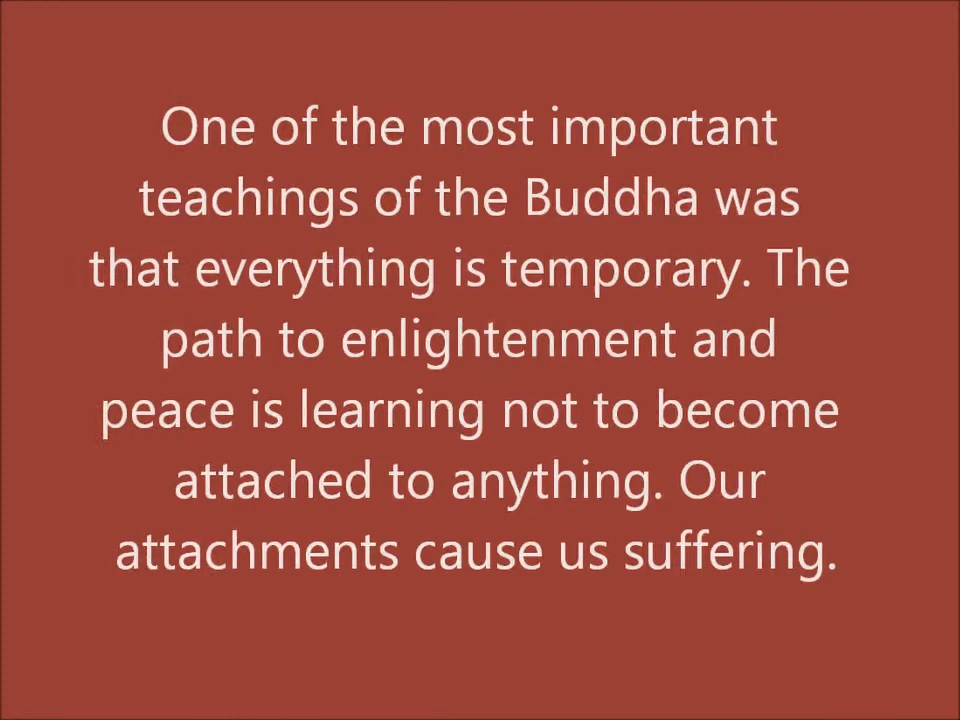 One of the most important
teachings of the Buddha was
that everything is temporary. The
path to enlightenment and
peace is learning not to become
attached to anything. Our
attachments cause us suffering.